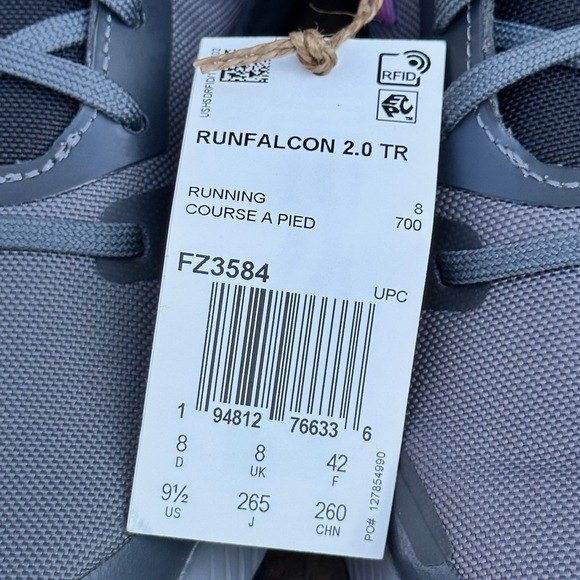 RFID
EPC™
RUNFALCON 2.0 TR
RUNNING 8
COURSE A PIED 700
FZ3584
UPC
1 94812 76633 6
8 8 42
D UK F
9½ 265 260
US J CHN
PO# 127854990